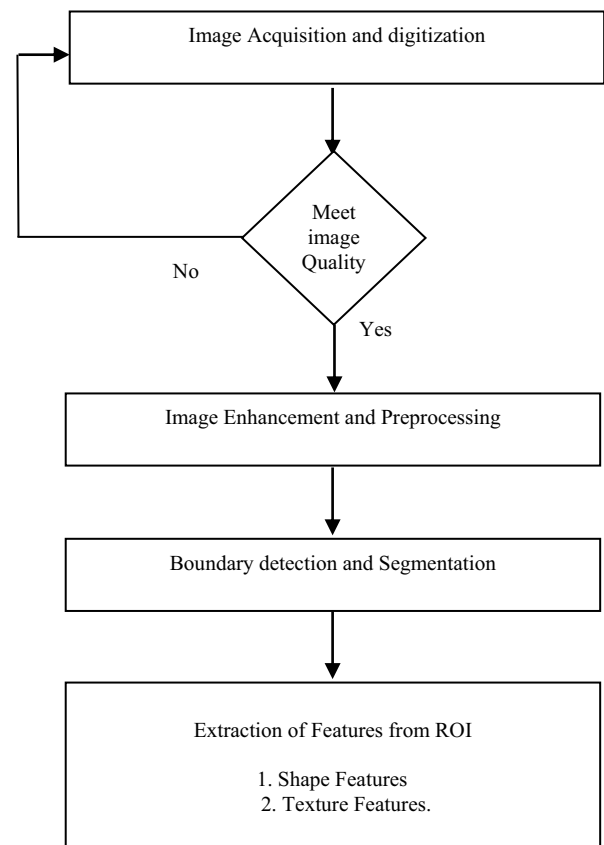 Image Acquisition and digitization
Meet
image
Quality
No
Yes
Image Enhancement and Preprocessing
Boundary detection and Segmentation
Extraction of Features from ROI
1. Shape Features
2. Texture Features.